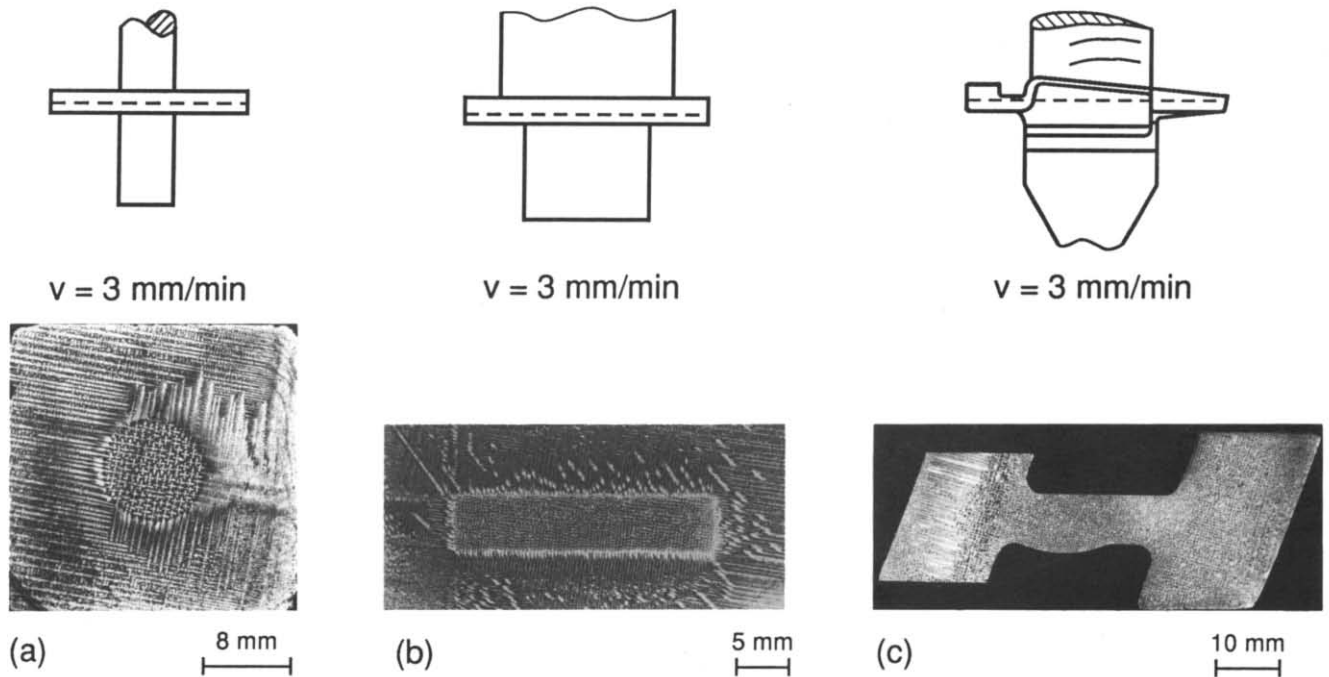 v = 3 mm/min
v = 3 mm/min
v = 3 mm/min
(a)
8 mm
(b)
5 mm
(c)
10 mm